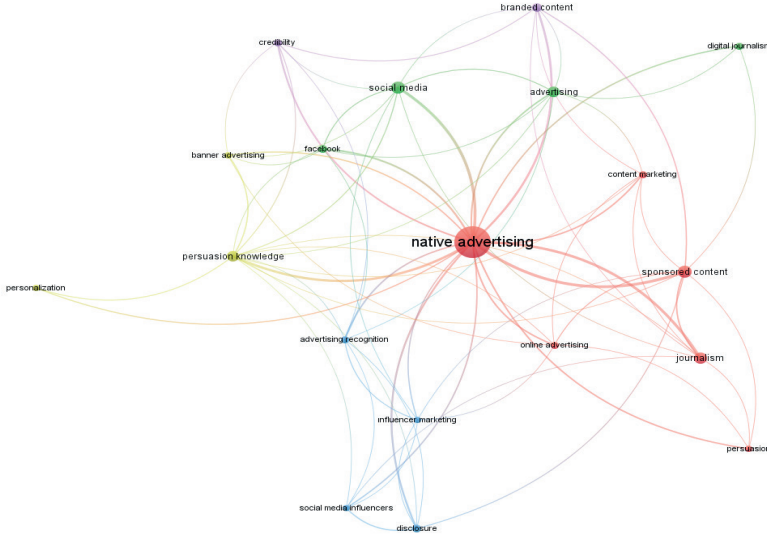 branded content
credibility
digital journalism
social media
advertising
facebook
banner advertising
content marketing
native advertising
persuasion knowledge
sponsored content
personalization
advertising recognition
online advertising
journalism
influencer marketing
persuasion
social media influencers
disclosure